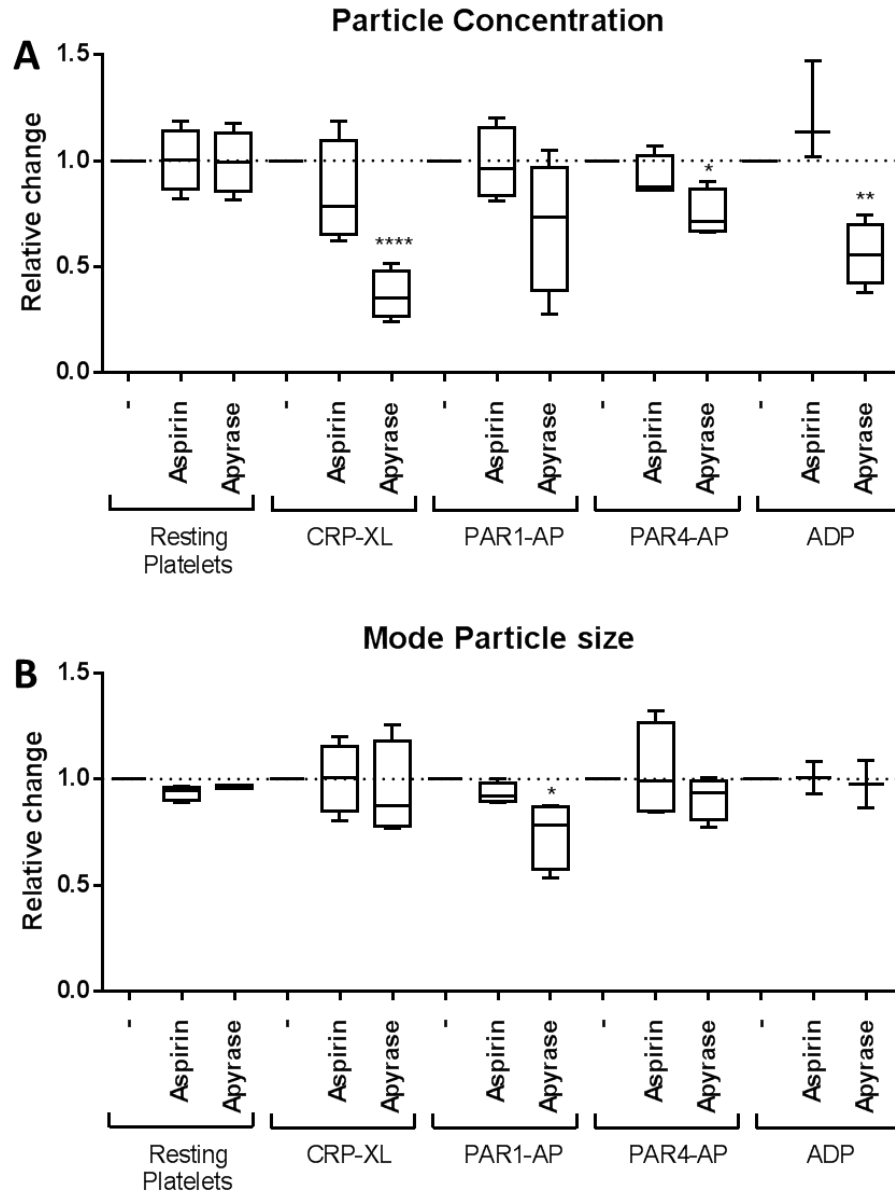 Particle Concentration
A
Relative change
1.5
1.0
0.5
0.0
*
**
****
- Aspirin Apyrase - Aspirin Apyrase - Aspirin Apyrase - Aspirin Apyrase - Aspirin Apyrase
Resting Platelets CRP-XL PAR1-AP PAR4-AP ADP
Mode Particle size
B
Relative change
1.5
1.0
0.5
0.0
*
- Aspirin Apyrase - Aspirin Apyrase - Aspirin Apyrase - Aspirin Apyrase - Aspirin Apyrase
Resting Platelets CRP-XL PAR1-AP PAR4-AP ADP